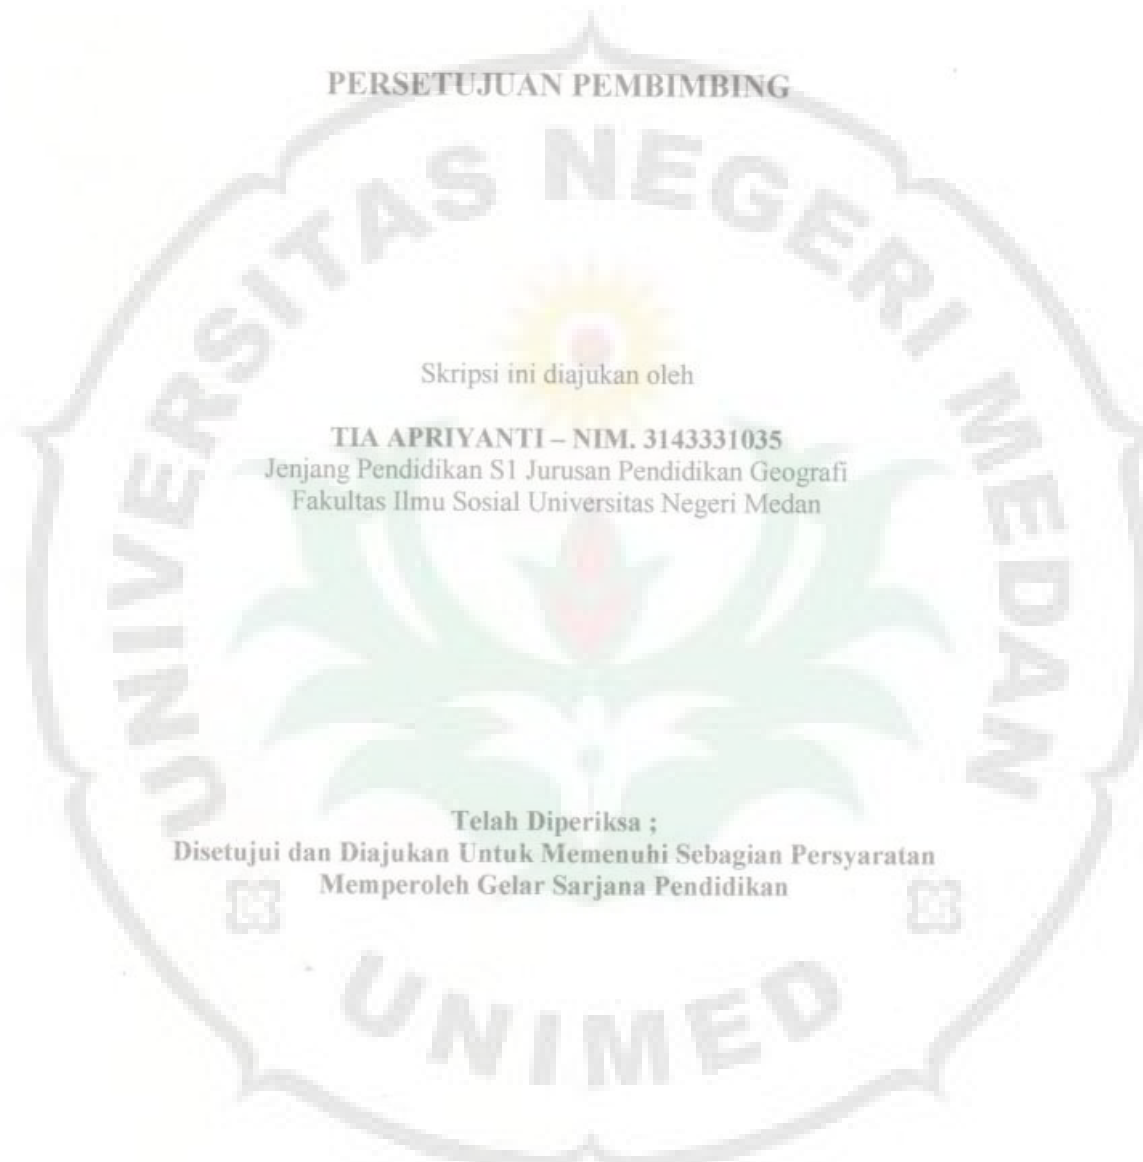 PERSETUJUAN PEMBIMBING
UNIVERSITAS NEGERI MEDAN
Skripsi ini diajukan oleh
TIA APRIYANTI – NIM. 3143331035
Jenjang Pendidikan S1 Jurusan Pendidikan Geografi
Fakultas Ilmu Sosial Universitas Negeri Medan
Telah Diperiksa ;
Disetujui dan Diajukan Untuk Memenuhi Sebagian Persyaratan
Memperoleh Gelar Sarjana Pendidikan
UNIMED